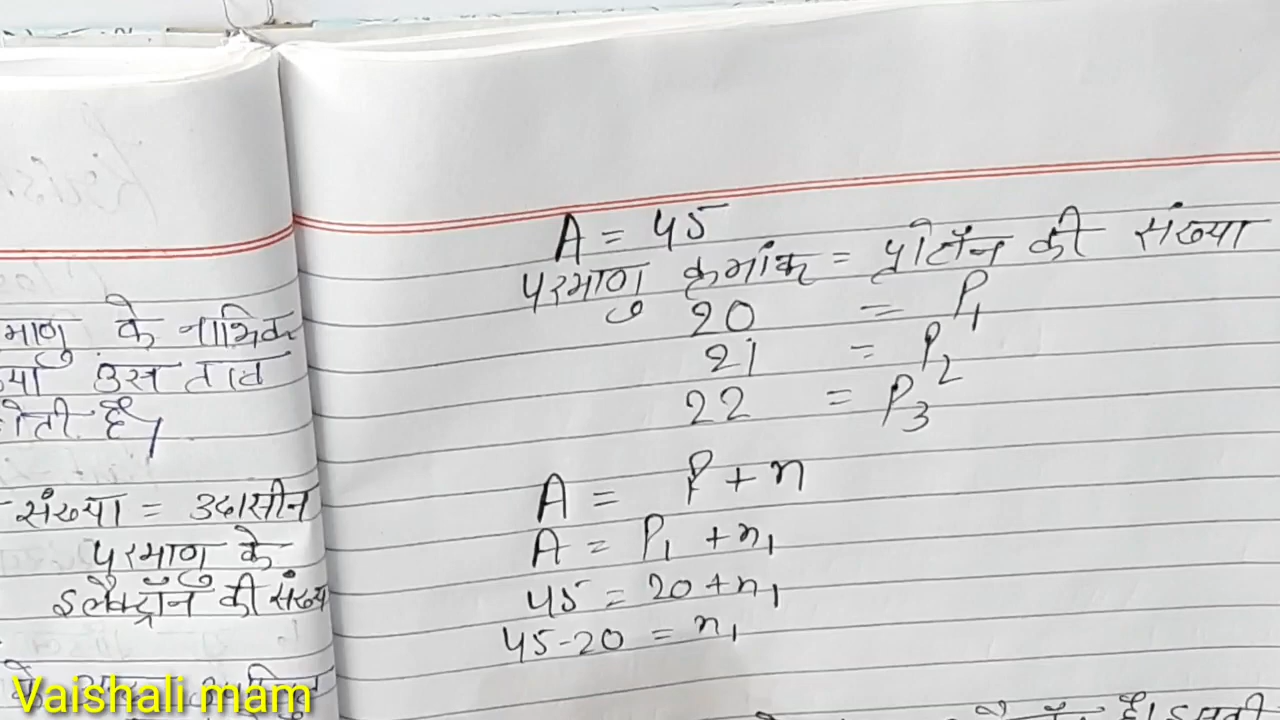 के नाभिक
उस तत्व
होती है।
संख्या = उदासीन
परमाणु के
इलेक्ट्रॉन की संख्या
A = 45
परमाणु क्रमांक = प्रोटॉन की संख्या
20 = P₁
21 = P₂
22 = P₃
A = P + n
A = P₁ + n₁
45 = 20 + n₁
45-20 = n₁
Vaishali mam